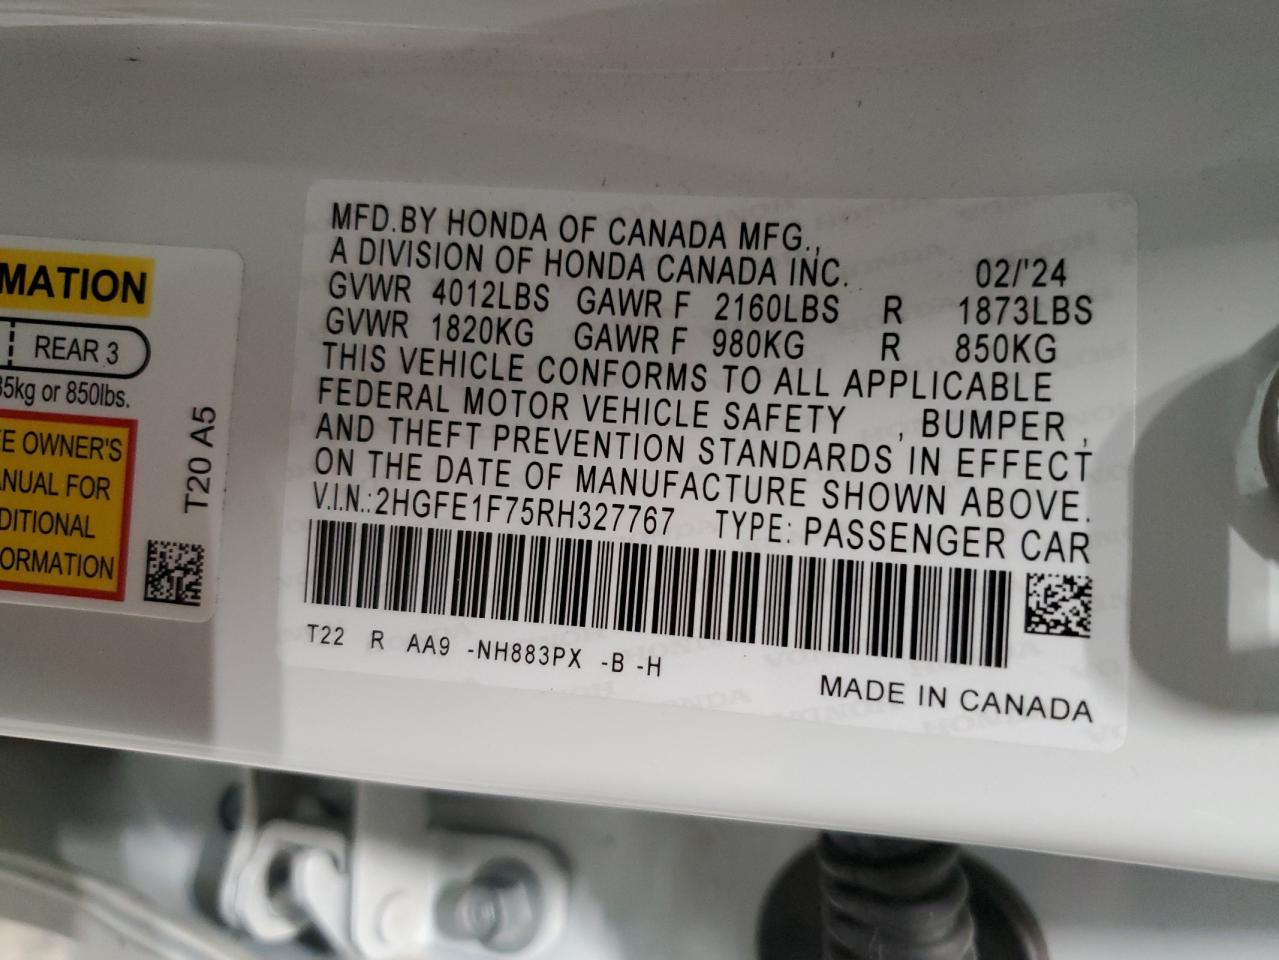 MATION
REAR 3
35kg or 850lbs.
E OWNER'S
ANUAL FOR
DITIONAL
ORMATION
T20 A5
MFD.BY HONDA OF CANADA MFG.,
A DIVISION OF HONDA CANADA INC. 02/'24
GVWR 4012LBS GAWR F 2160LBS R 1873LBS
GVWR 1820KG GAWR F 980KG R 850KG
THIS VEHICLE CONFORMS TO ALL APPLICABLE
FEDERAL MOTOR VEHICLE SAFETY , BUMPER ,
AND THEFT PREVENTION STANDARDS IN EFFECT
ON THE DATE OF MANUFACTURE SHOWN ABOVE.
V.I.N.:2HGFE1F75RH327767 TYPE: PASSENGER CAR
T22 R AA9 -NH883PX -B -H
MADE IN CANADA